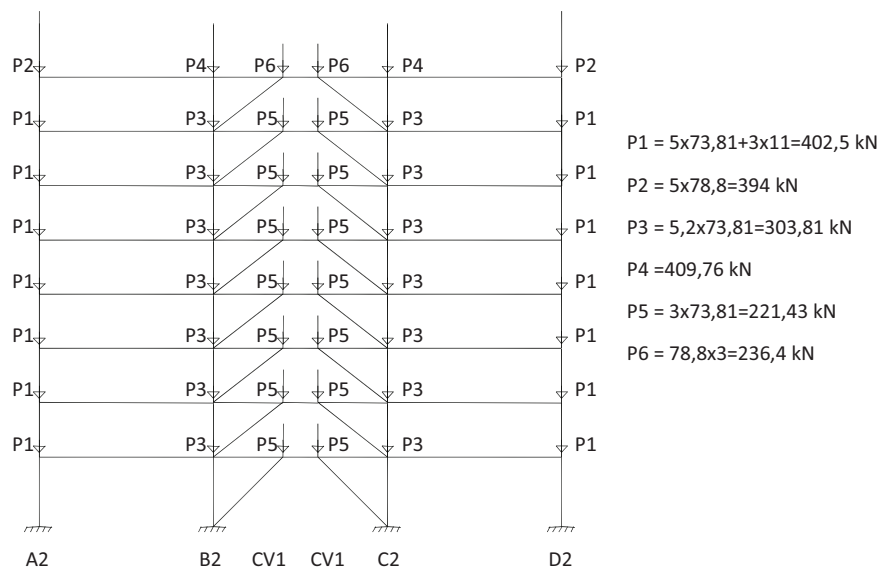 P2 P4 P6 P6 P4 P2
P1 P3 P5 P5 P3 P1
P1 P3 P5 P5 P3 P1
P1 P3 P5 P5 P3 P1
P1 P3 P5 P5 P3 P1
P1 P3 P5 P5 P3 P1
P1 P3 P5 P5 P3 P1
P1 P3 P5 P5 P3 P1
A2 B2 CV1 CV1 C2 D2
P1 = 5x73,81+3x11=402,5 kN
P2 = 5x78,8=394 kN
P3 = 5,2x73,81=303,81 kN
P4 =409,76 kN
P5 = 3x73,81=221,43 kN
P6 = 78,8x3=236,4 kN